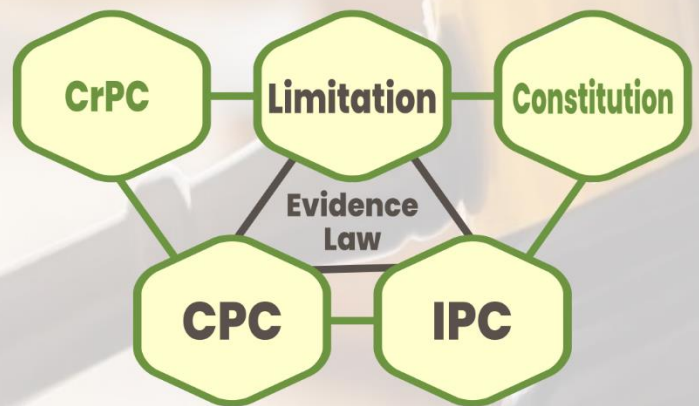 CrPC
Limitation
Constitution
Evidence
Law
CPC
IPC